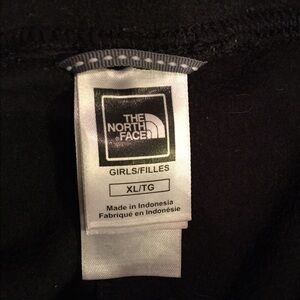 THE
NORTH
FACE
GIRLS/FILLES
XL/TG
Made in Indonesia
Fabriqué en Indonésie